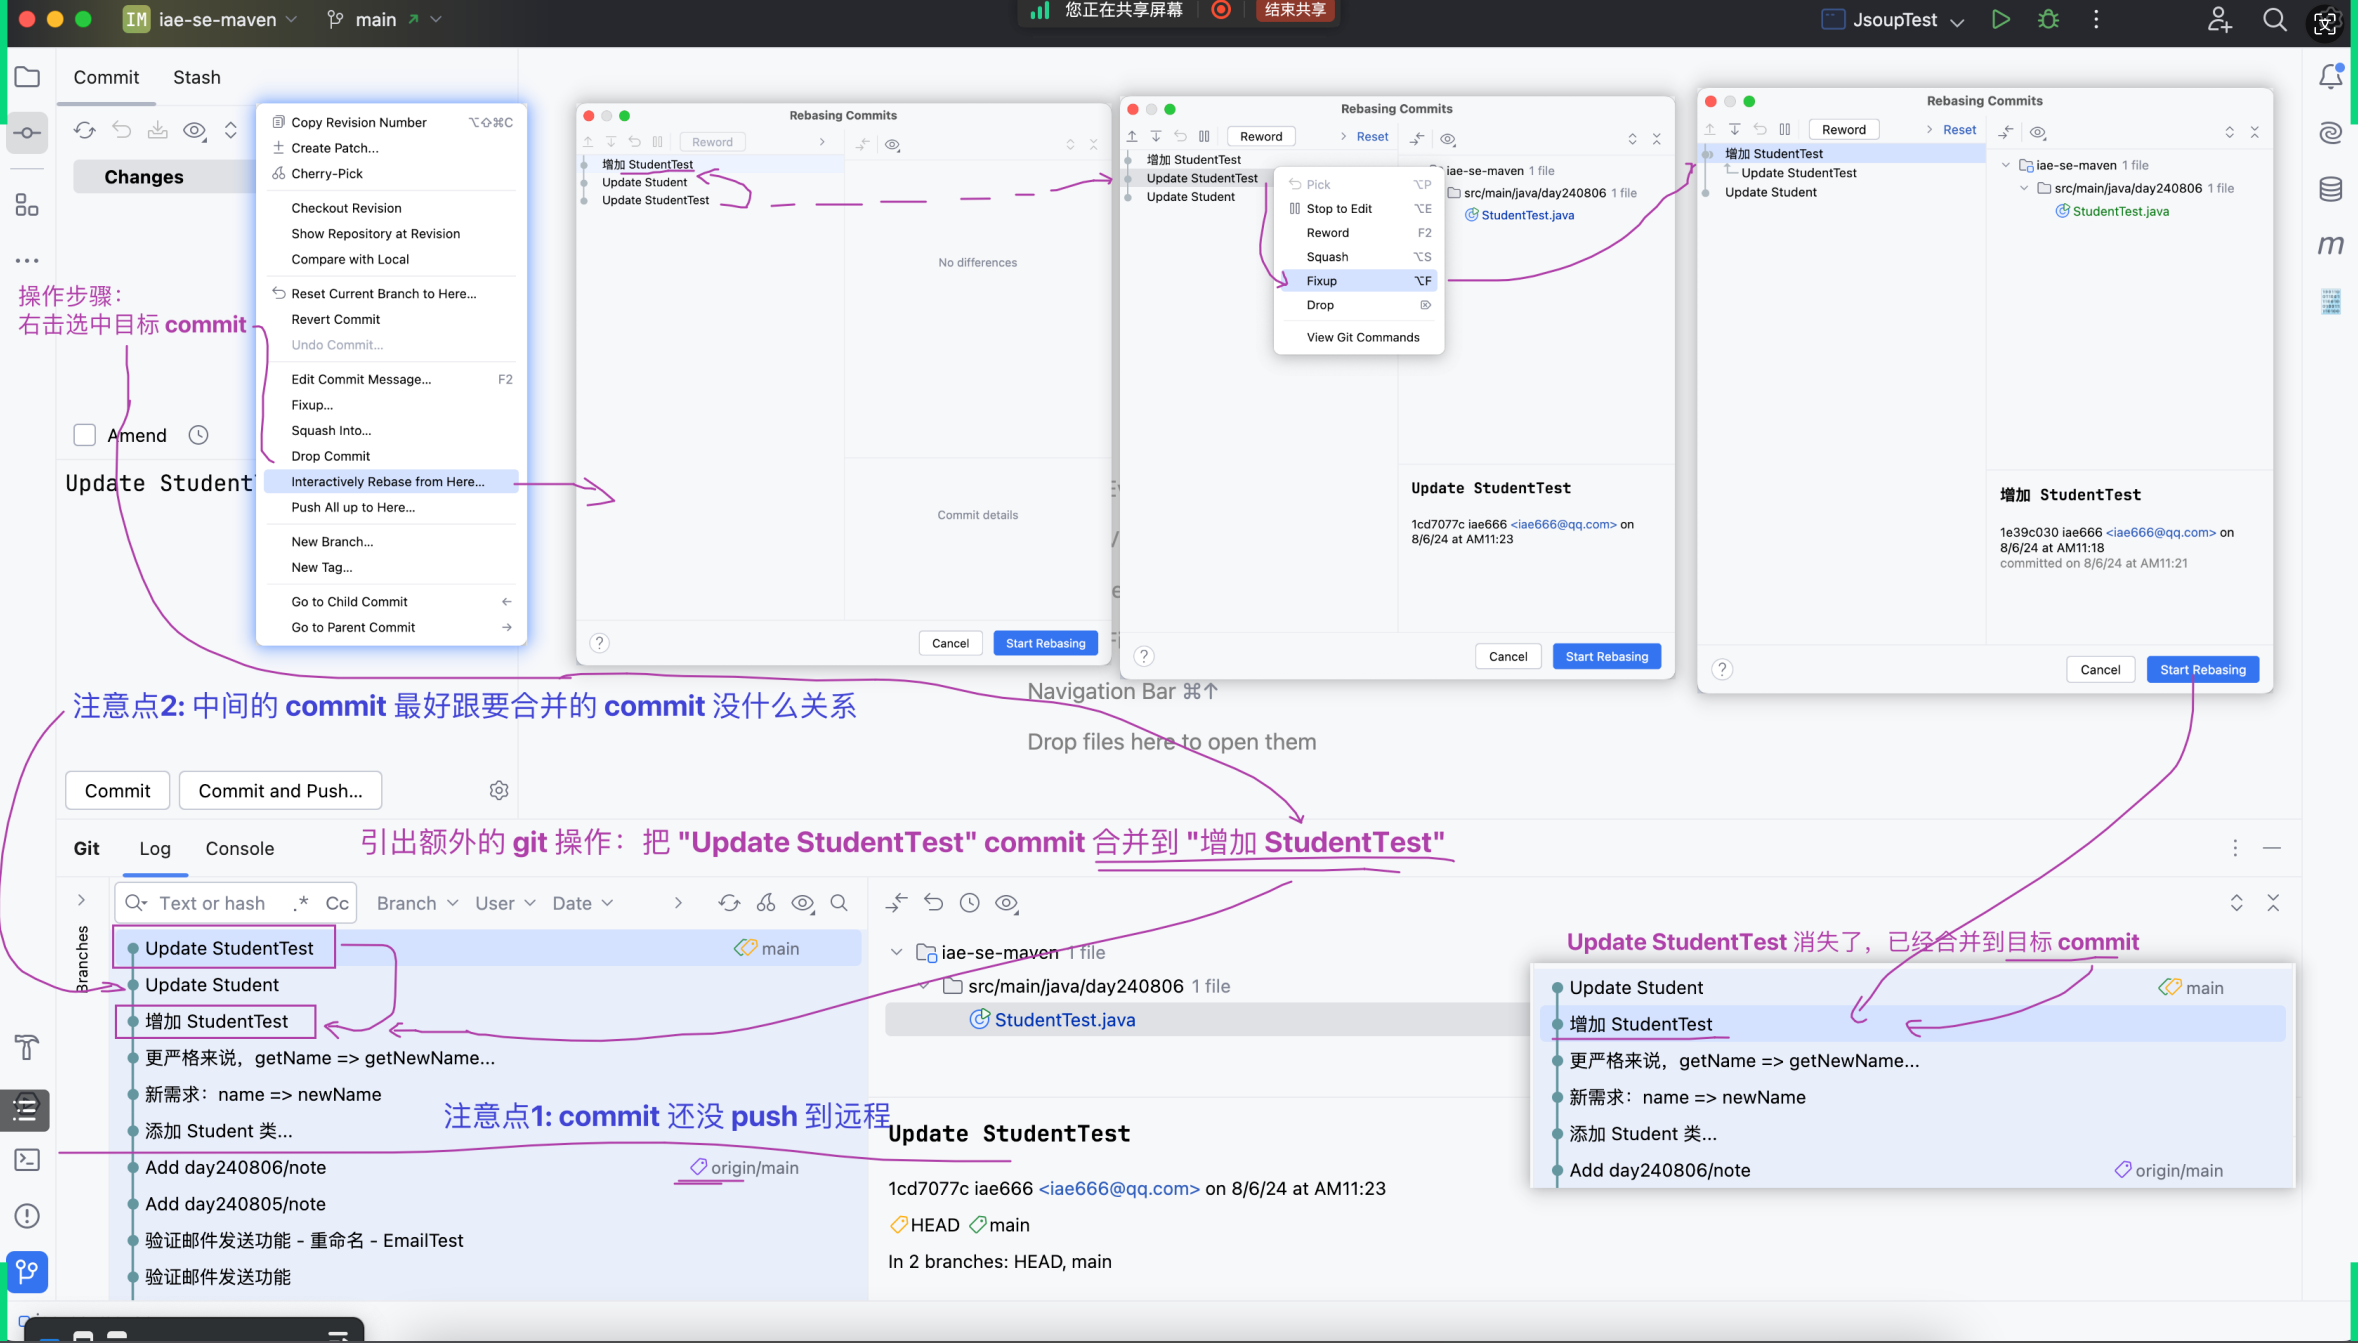 IM iae-se-maven
main
您正在共享屏幕
结束共享
JsoupTest
Commit
Stash
Changes
Copy Revision Number ⌥⇧⌘C
Create Patch...
Cherry-Pick
Checkout Revision
Show Repository at Revision
Compare with Local
Reset Current Branch to Here...
Revert Commit
Undo Commit...
Edit Commit Message... F2
Fixup...
Squash Into...
Drop Commit
Interactively Rebase from Here...
Push All up to Here...
New Branch...
New Tag...
Go to Child Commit ←
Go to Parent Commit →
操作步骤：
右击选中目标 commit
Amend
Update Student
Rebasing Commits
Reword
增加 StudentTest
Update Student
Update StudentTest
No differences
Commit details
?
Cancel
Start Rebasing
Rebasing Commits
Reword
Reset
增加 StudentTest
Update StudentTest
Update Student
Pick ⌥P
Stop to Edit ⌥E
Reword F2
Squash ⌥S
Fixup ⌥F
Drop
View Git Commands
iae-se-maven 1 file
src/main/java/day240806 1 file
StudentTest.java
Update StudentTest
1cd7077c iae666 <iae666@qq.com> on
8/6/24 at AM11:23
?
Cancel
Start Rebasing
Rebasing Commits
Reword
Reset
增加 StudentTest
Update StudentTest
Update Student
iae-se-maven 1 file
src/main/java/day240806 1 file
StudentTest.java
增加 StudentTest
1e39c030 iae666 <iae666@qq.com> on
8/6/24 at AM11:18
committed on 8/6/24 at AM11:21
?
Cancel
Start Rebasing
注意点2: 中间的 commit 最好跟要合并的 commit 没什么关系
Navigation Bar ⌘↑
Drop files here to open them
Commit
Commit and Push...
Git
Log
Console
引出额外的 git 操作：把 "Update StudentTest" commit 合并到 "增加 StudentTest"
Text or hash
.*
Cc
Branch
User
Date
Branches
Update StudentTest
main
Update Student
增加 StudentTest
更严格来说，getName => getNewName...
新需求：name => newName
添加 Student 类...
Add day240806/note
origin/main
Add day240805/note
验证邮件发送功能 - 重命名 - EmailTest
验证邮件发送功能
注意点1: commit 还没 push 到远程
iae-se-maven 1 file
src/main/java/day240806 1 file
StudentTest.java
Update StudentTest
1cd7077c iae666 <iae666@qq.com> on 8/6/24 at AM11:23
HEAD main
In 2 branches: HEAD, main
Update StudentTest 消失了，已经合并到目标 commit
Update Student
main
增加 StudentTest
更严格来说，getName => getNewName...
新需求：name => newName
添加 Student 类...
Add day240806/note
origin/main
m